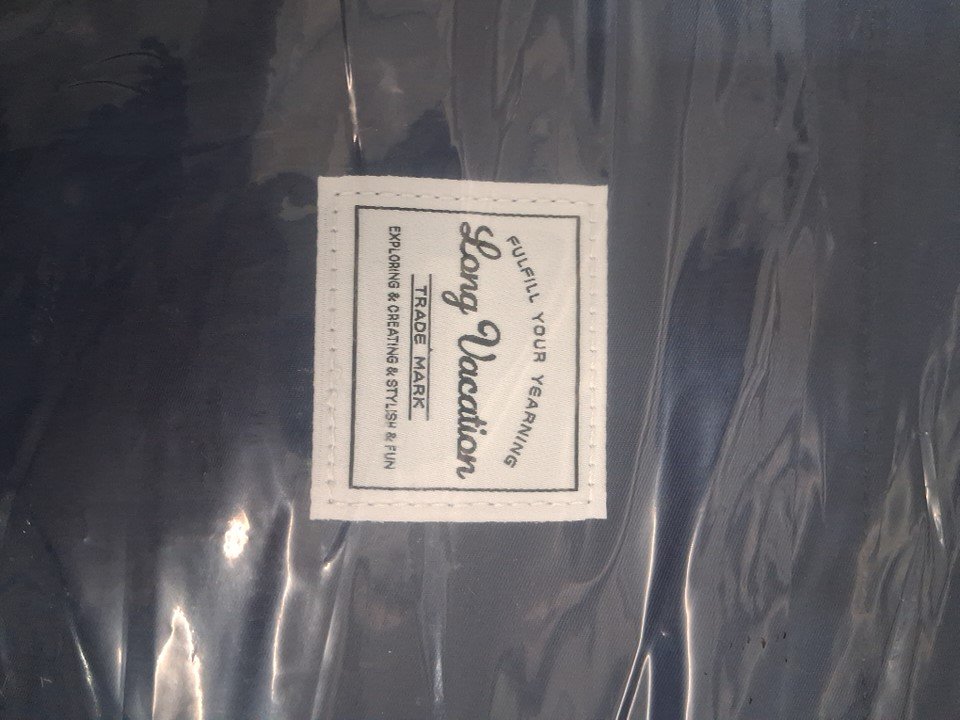 FULFILL YOUR YEARNING
Long Vacation
TRADE MARK
EXPLORING & CREATING & STYLISH & FUN